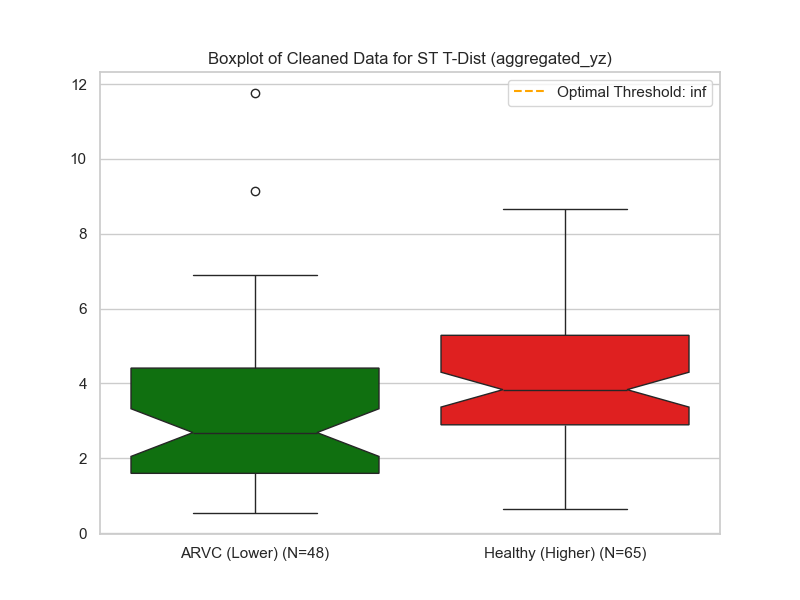 Boxplot of Cleaned Data for ST T-Dist (aggregated_yz)
Optimal Threshold: inf
12
10
8
6
4
2
0
ARVC (Lower) (N=48)
Healthy (Higher) (N=65)